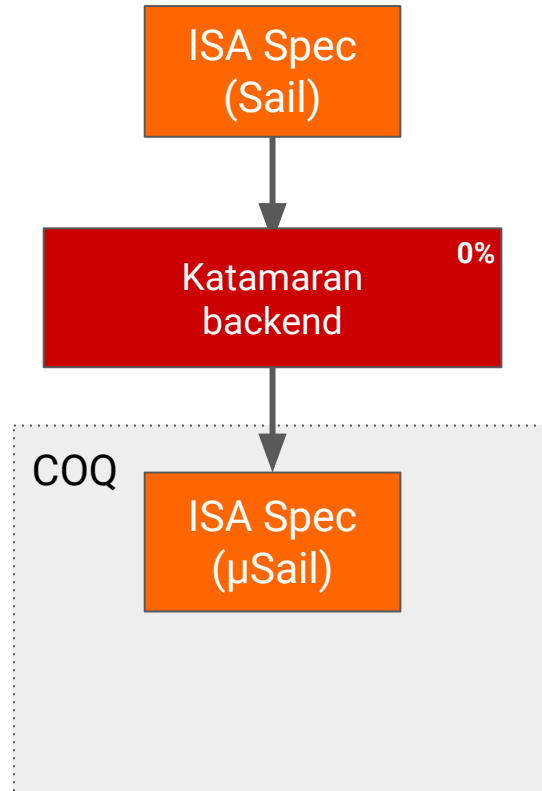 ISA Spec
(Sail)
0%
Katamaran
backend
COQ
ISA Spec
(µSail)